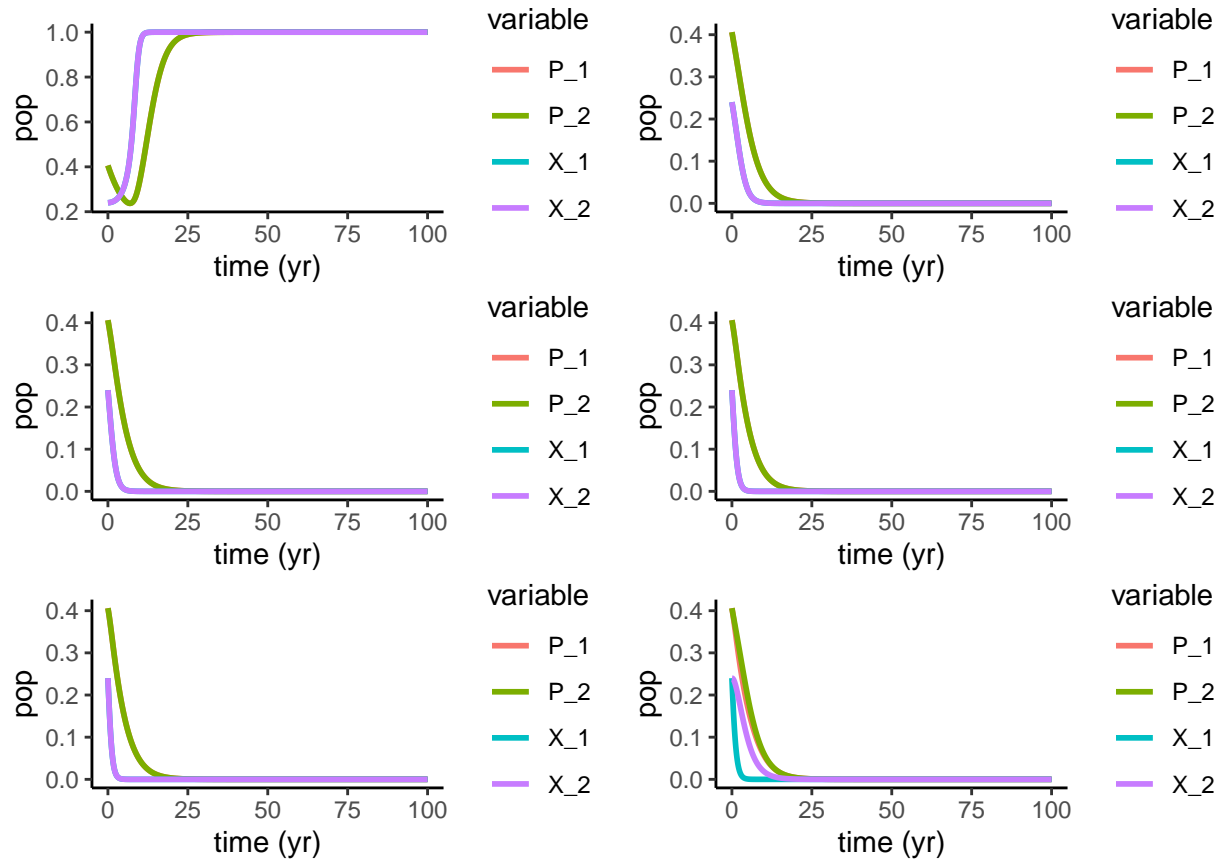 variable
1.0
0.8
0.6
0.4
0.2
pop
0
25
50
75
100
time (yr)
P_1
P_2
X_1
X_2
variable
0.4
0.3
0.2
0.1
0.0
pop
0
25
50
75
100
time (yr)
P_1
P_2
X_1
X_2
variable
0.4
0.3
0.2
0.1
0.0
pop
0
25
50
75
100
time (yr)
P_1
P_2
X_1
X_2
variable
0.4
0.3
0.2
0.1
0.0
pop
0
25
50
75
100
time (yr)
P_1
P_2
X_1
X_2
variable
0.4
0.3
0.2
0.1
0.0
pop
0
25
50
75
100
time (yr)
P_1
P_2
X_1
X_2
variable
0.4
0.3
0.2
0.1
0.0
pop
0
25
50
75
100
time (yr)
P_1
P_2
X_1
X_2